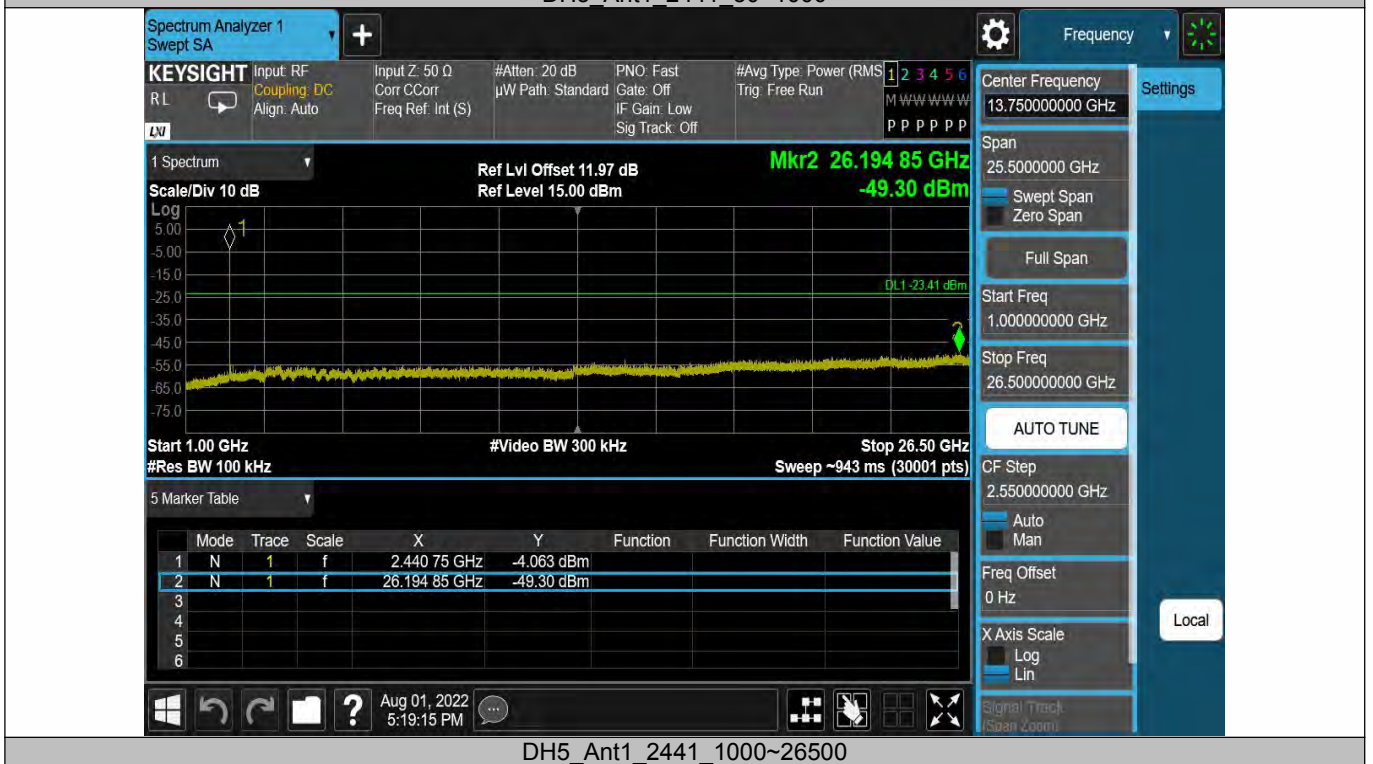 Spectrum Analyzer 1
Swept SA
+
Frequency
KEYSIGHT
RL
LXI
Input: RF
Coupling: DC
Align: Auto
Input Z: 50 Ω
Corr CCorr
Freq Ref: Int (S)
#Atten: 20 dB
µW Path: Standard
PNO: Fast
Gate: Off
IF Gain: Low
Sig Track: Off
#Avg Type: Power (RMS
Trig: Free Run
1 2 3 4 5 6
M W W W W W
P P P P P P
1 Spectrum
Scale/Div 10 dB
Ref Lvl Offset 11.97 dB
Ref Level 15.00 dBm
Mkr2 26.194 85 GHz
-49.30 dBm
Log
5.00
-5.00
-15.0
-25.0
-35.0
-45.0
-55.0
-65.0
-75.0
1
DL1 -23.41 dBm
2
Start 1.00 GHz
#Video BW 300 kHz
Stop 26.50 GHz
#Res BW 100 kHz
Sweep ~943 ms (30001 pts)
5 Marker Table
Mode Trace Scale X Y Function Function Width Function Value
1 N 1 f 2.440 75 GHz -4.063 dBm
2 N 1 f 26.194 85 GHz -49.30 dBm
3
4
5
6
?
Aug 01, 2022
5:19:15 PM
Center Frequency
13.750000000 GHz
Settings
Span
25.5000000 GHz
Swept Span
Zero Span
Full Span
Start Freq
1.000000000 GHz
Stop Freq
26.500000000 GHz
AUTO TUNE
CF Step
2.550000000 GHz
Auto
Man
Freq Offset
0 Hz
Local
X Axis Scale
Log
Lin
Signal Track
(Span Zoom)
DH5_Ant1_2441_1000~26500